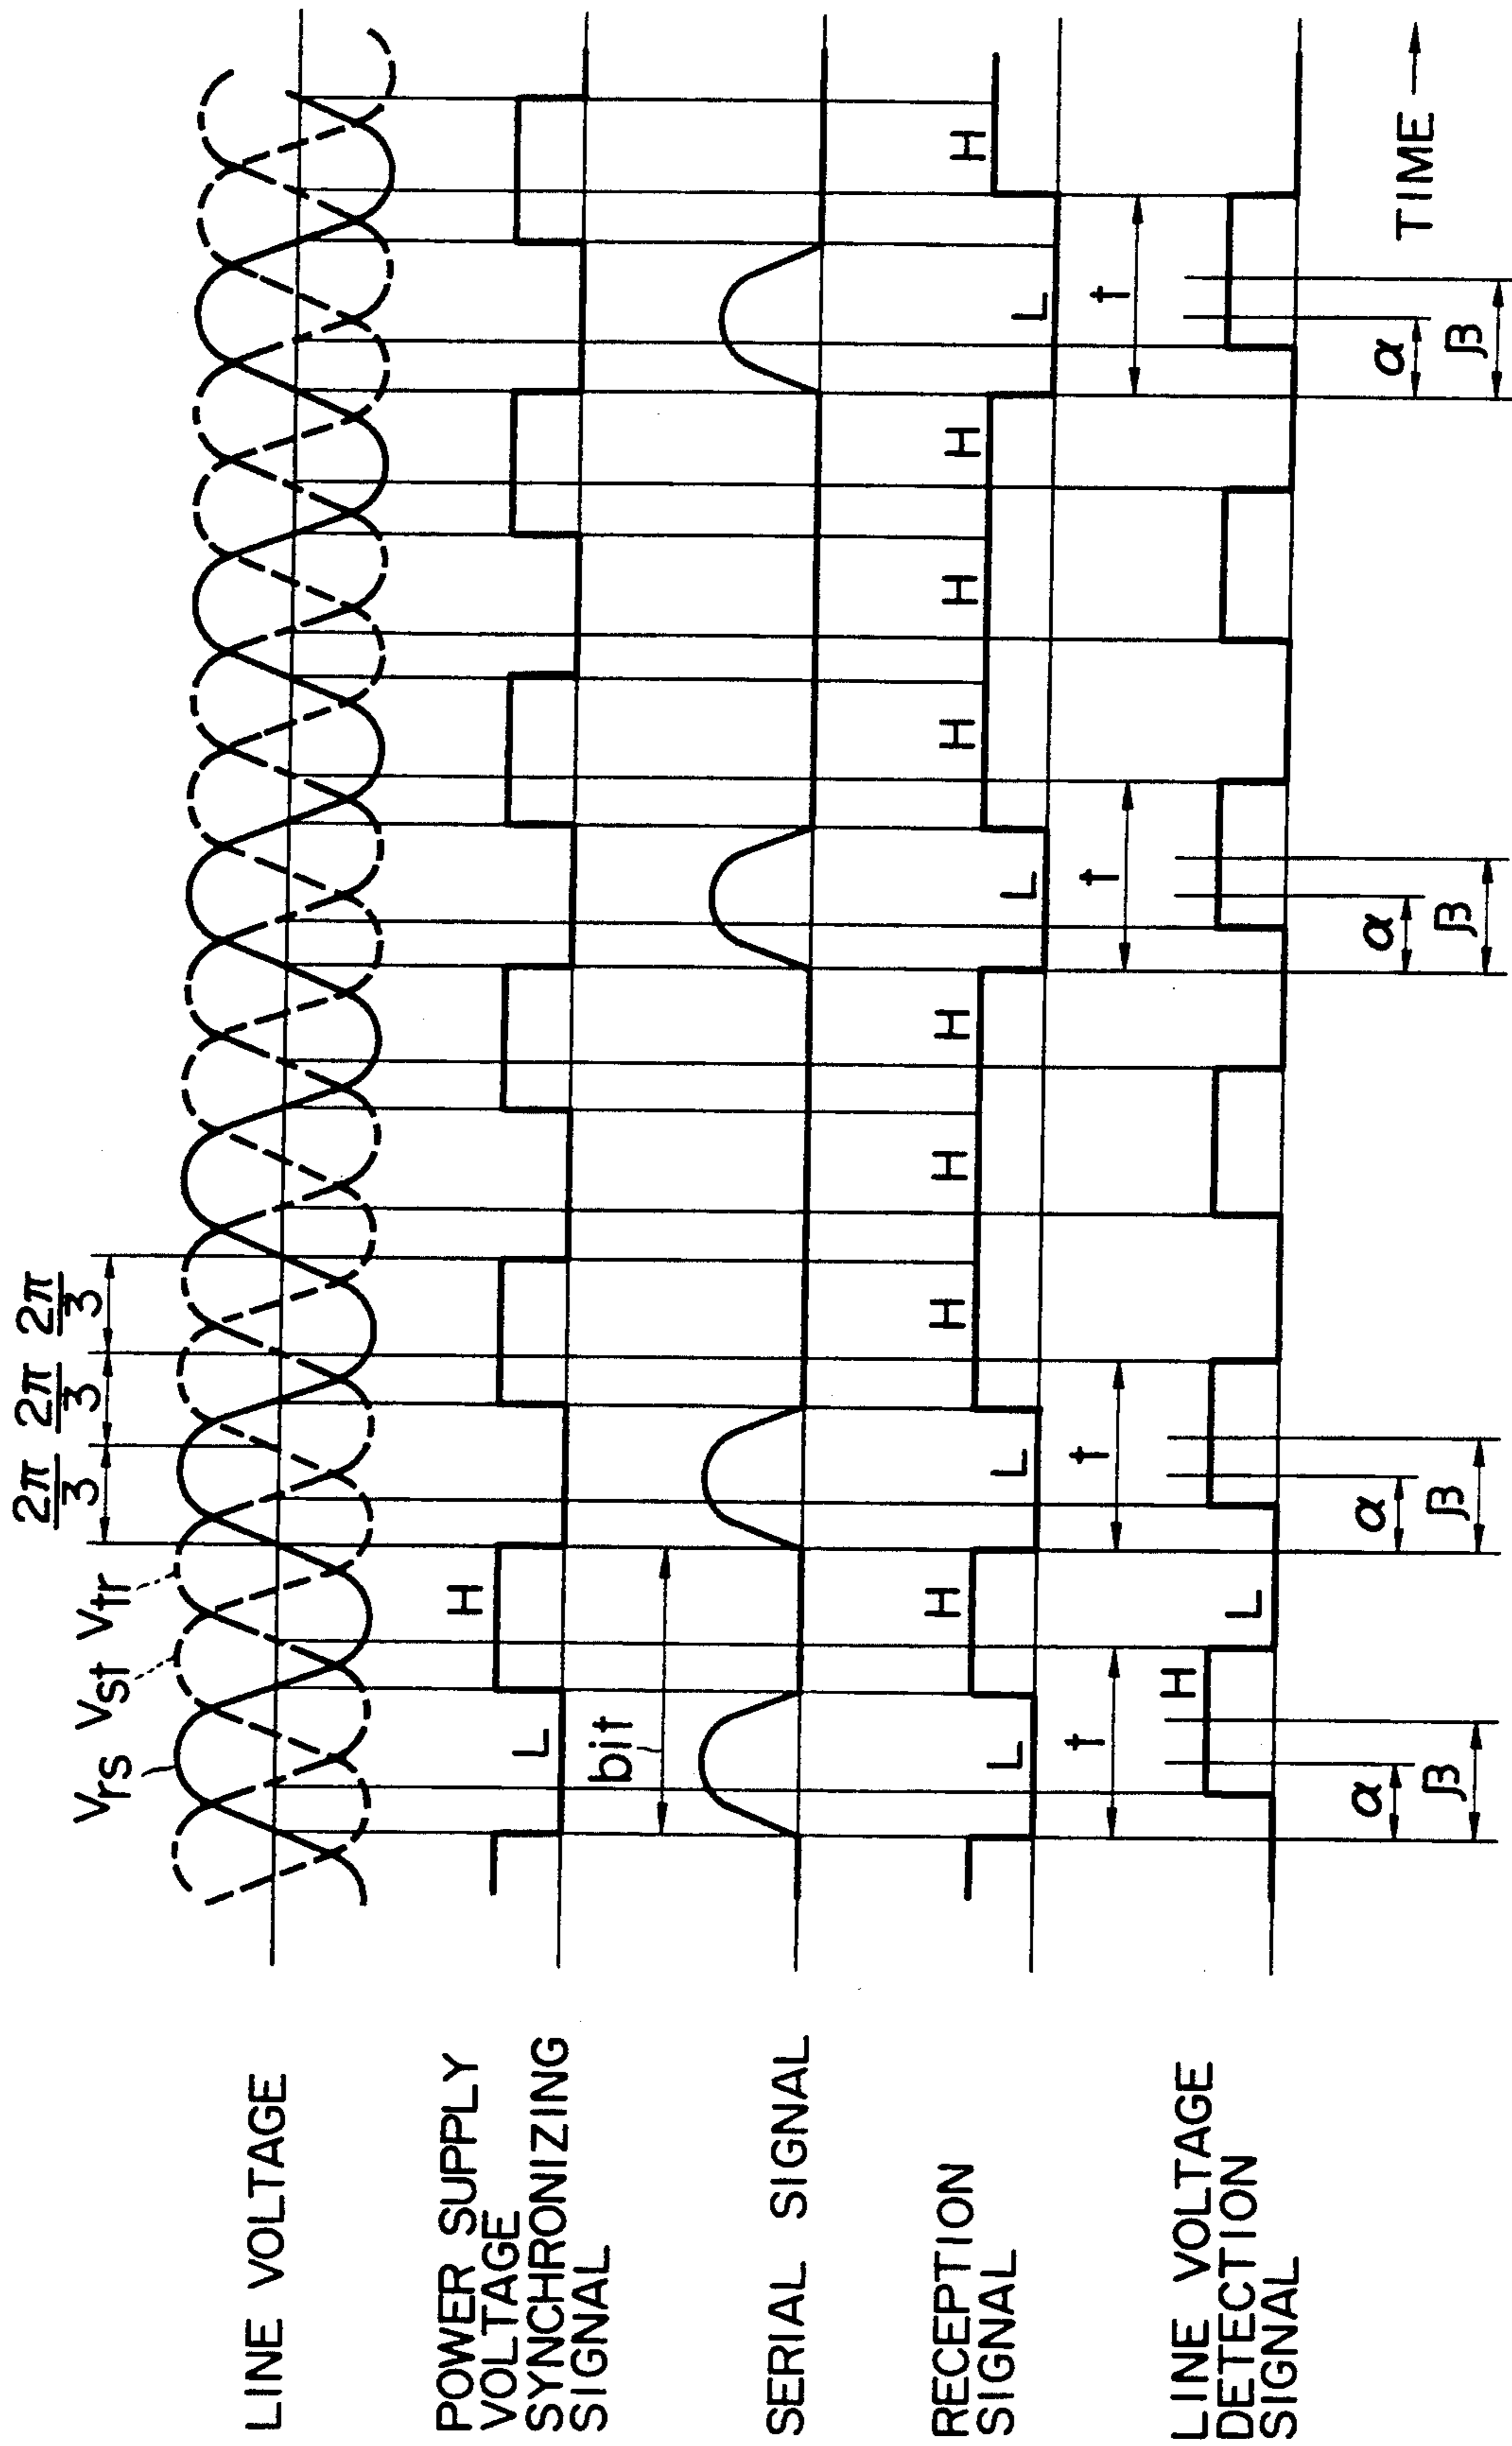 2π/3 2π/3 2π/3
Vrs Vst Vtr
LINE VOLTAGE
L H
POWER SUPPLY
VOLTAGE
SYNCHRONIZING
SIGNAL
bit
SERIAL SIGNAL
L H L H H H L H H H L H
RECEPTION
SIGNAL
t t t t
H L
LINE VOLTAGE
DETECTION
SIGNAL
α α α α
β β β β
TIME